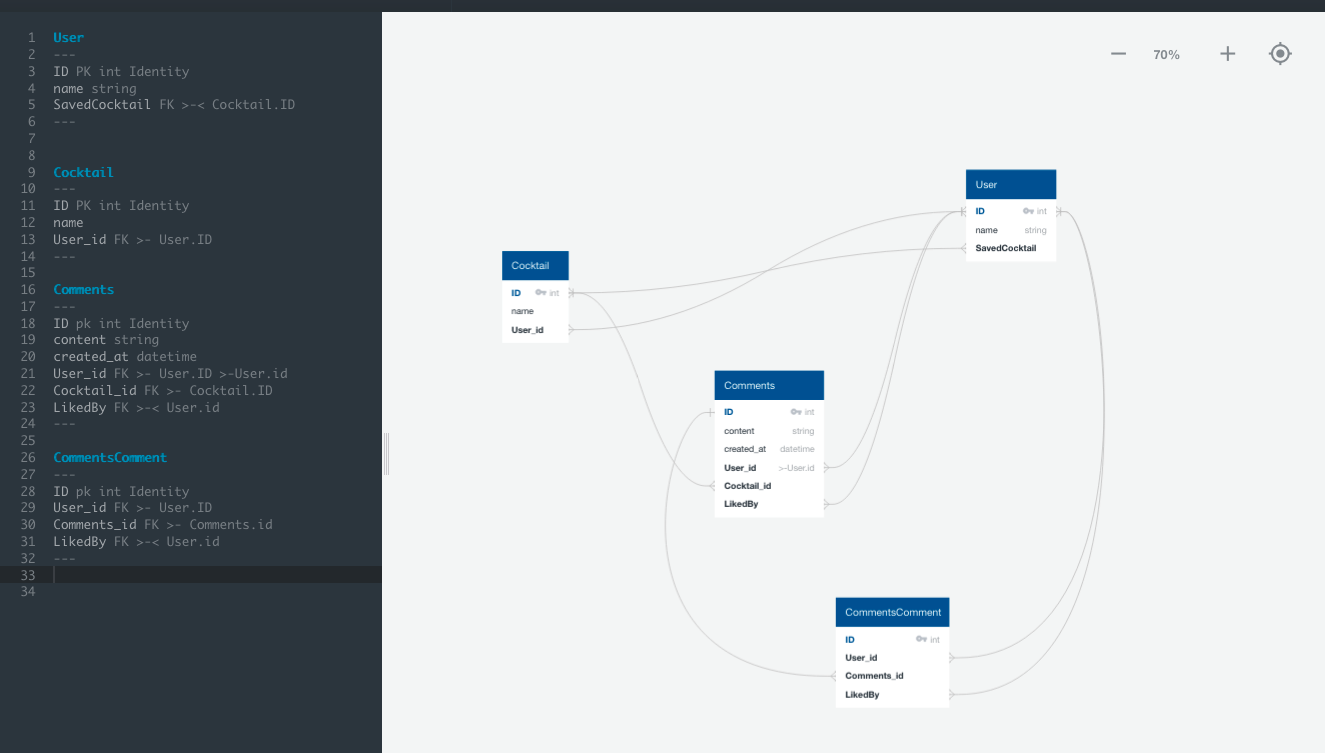 1 User
2 ---
3 ID PK int Identity
4 name string
5 SavedCocktail FK >-< Cocktail.ID
6 ---
7
8
9 Cocktail
10 ---
11 ID PK int Identity
12 name
13 User_id FK >- User.ID
14 ---
15
16 Comments
17 ---
18 ID pk int Identity
19 content string
20 created_at datetime
21 User_id FK >- User.ID >-User.id
22 Cocktail_id FK >- Cocktail.ID
23 LikedBy FK >-< User.id
24 ---
25
26 CommentsComment
27 ---
28 ID pk int Identity
29 User_id FK >- User.ID
30 Comments_id FK >- Comments.id
31 LikedBy FK >-< User.id
32 ---
33
34
70%
User
ID int
name string
SavedCocktail
Cocktail
ID int
name
User_id
Comments
ID int
content string
created_at datetime
User_id >-User.id
Cocktail_id
LikedBy
CommentsComment
ID int
User_id
Comments_id
LikedBy